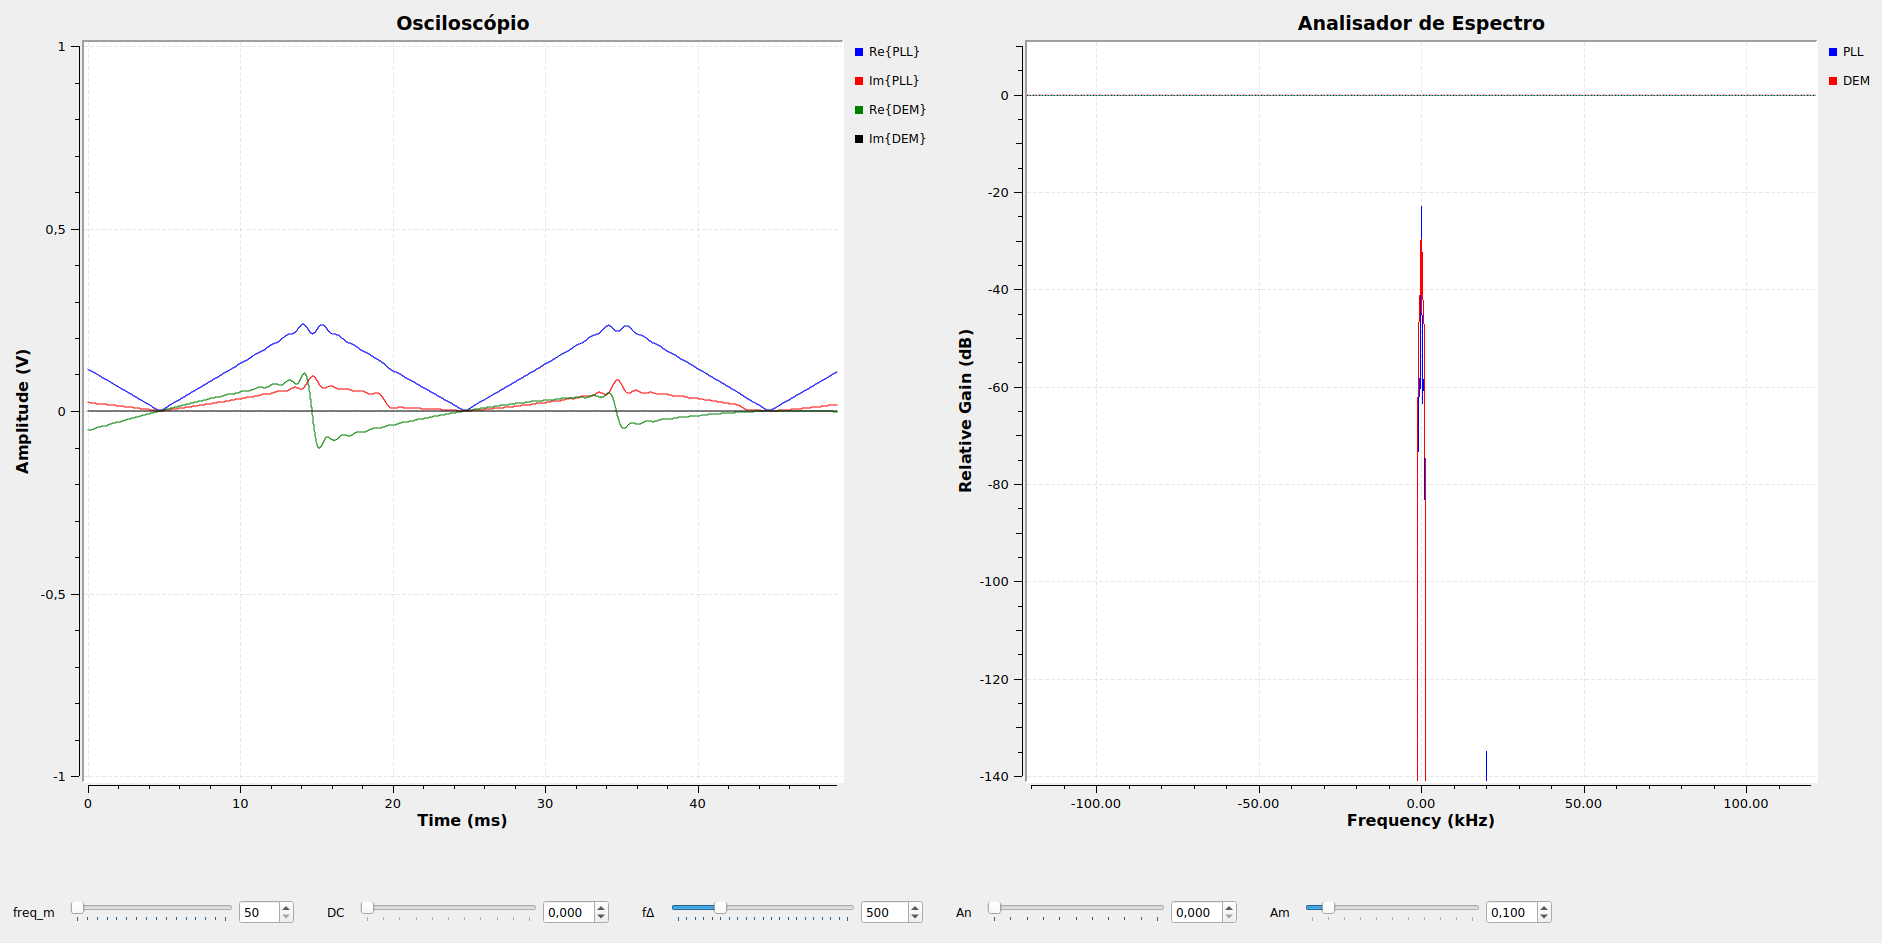 Osciloscópio
Amplitude (V)
1
0,5
0
-0,5
-1
0 10 20 30 40
Time (ms)
Re{PLL}
Im{PLL}
Re{DEM}
Im{DEM}
Analisador de Espectro
Relative Gain (dB)
0
-20
-40
-60
-80
-100
-120
-140
-100.00 -50.00 0.00 50.00 100.00
Frequency (kHz)
PLL
DEM
freq_m 50 DC 0,000 fΔ 500 An 0,000 Am 0,100